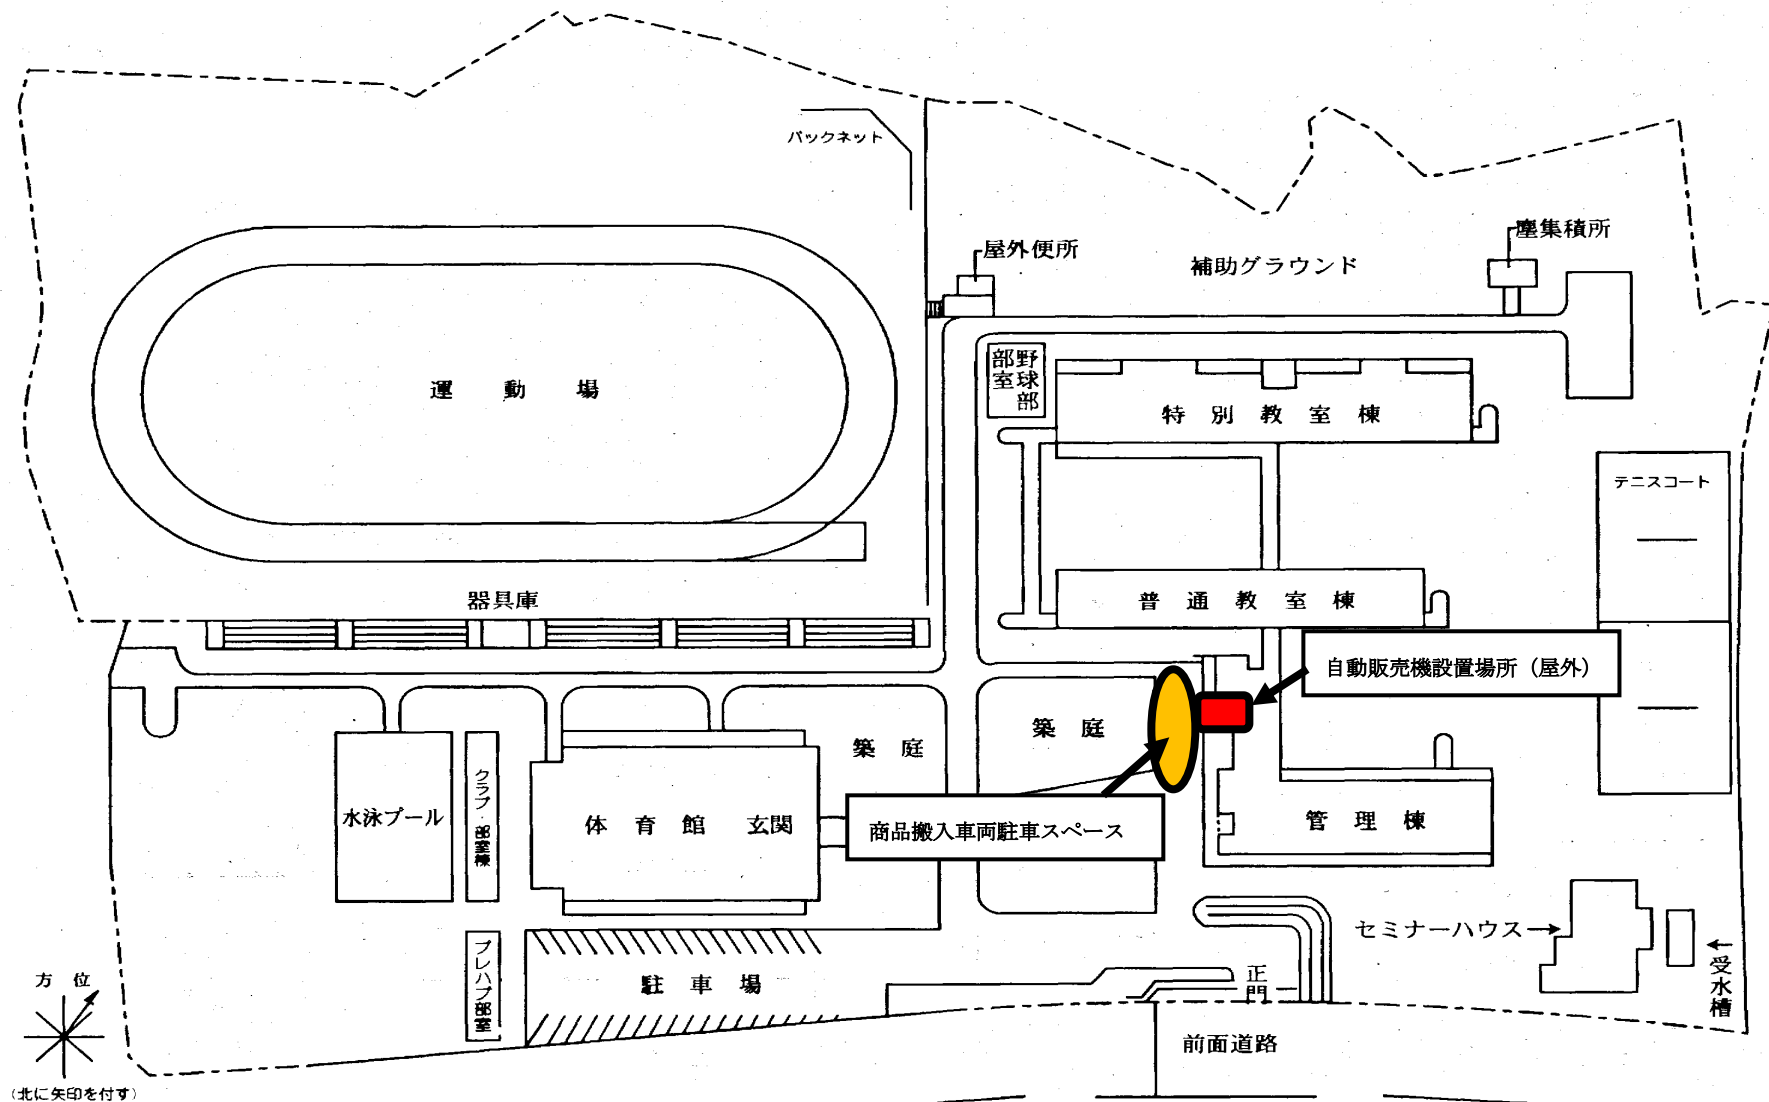 バックネット
屋外便所
補助グラウンド
塵集積所
運動場
野球部
部室
特別教室棟
テニスコート
器具庫
普通教室棟
自動販売機設置場所（屋外）
築庭
築庭
水泳プール
クラブ・部室棟
体育館 玄関
商品搬入車両駐車スペース
管理棟
セミナーハウス
受水槽
プレハブ部室
駐車場
正門
前面道路
方位
（北に矢印を付す）